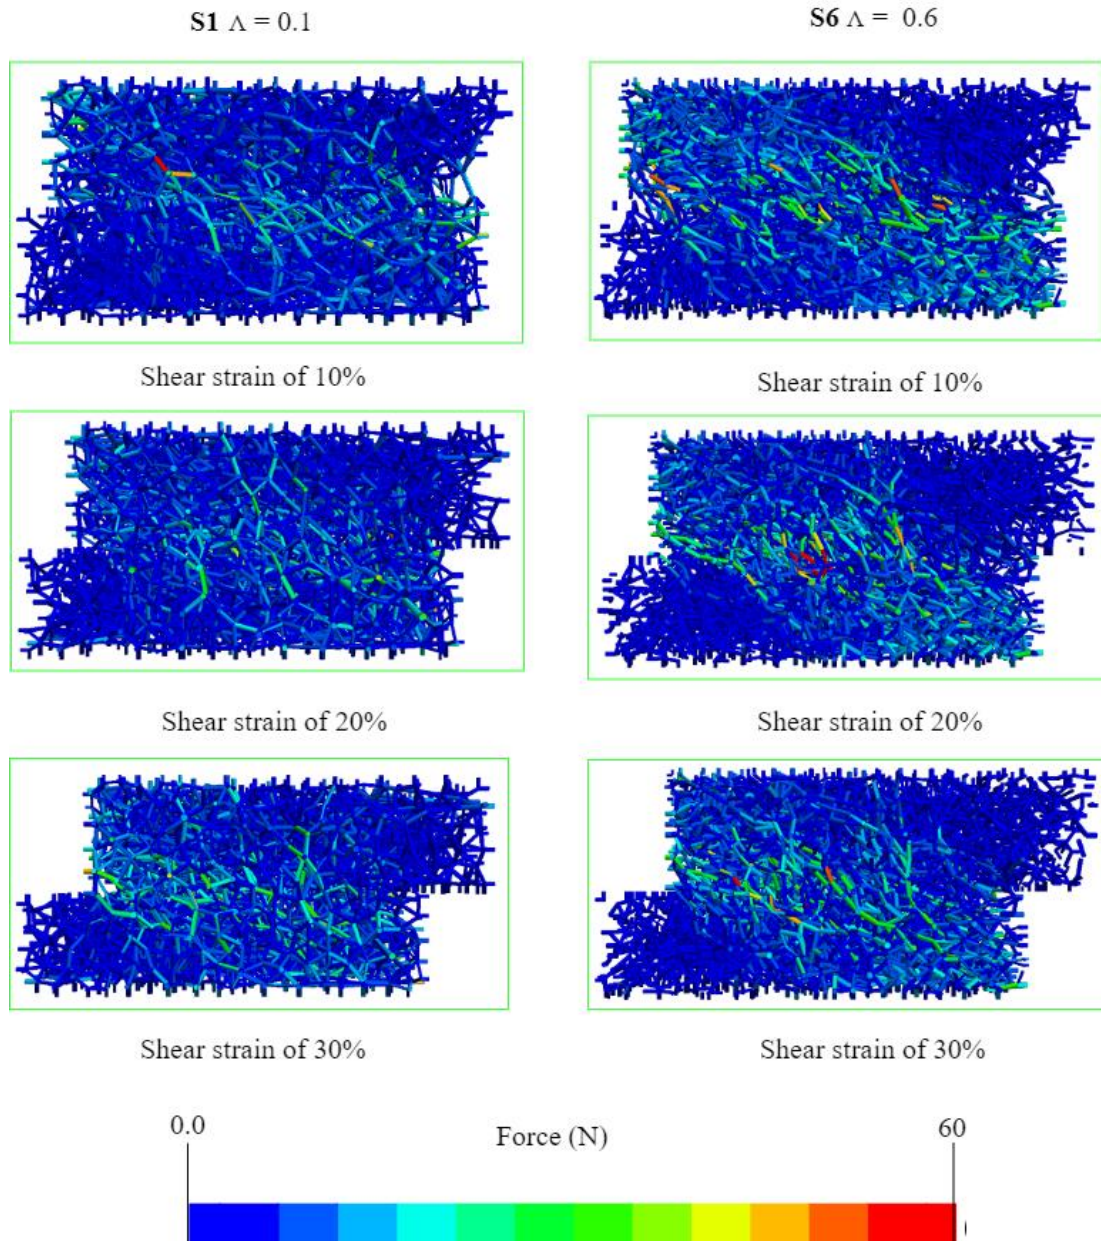 S1 Λ = 0.1
S6 Λ = 0.6
Shear strain of 10%
Shear strain of 10%
Shear strain of 20%
Shear strain of 20%
Shear strain of 30%
Shear strain of 30%
0.0
Force (N)
60